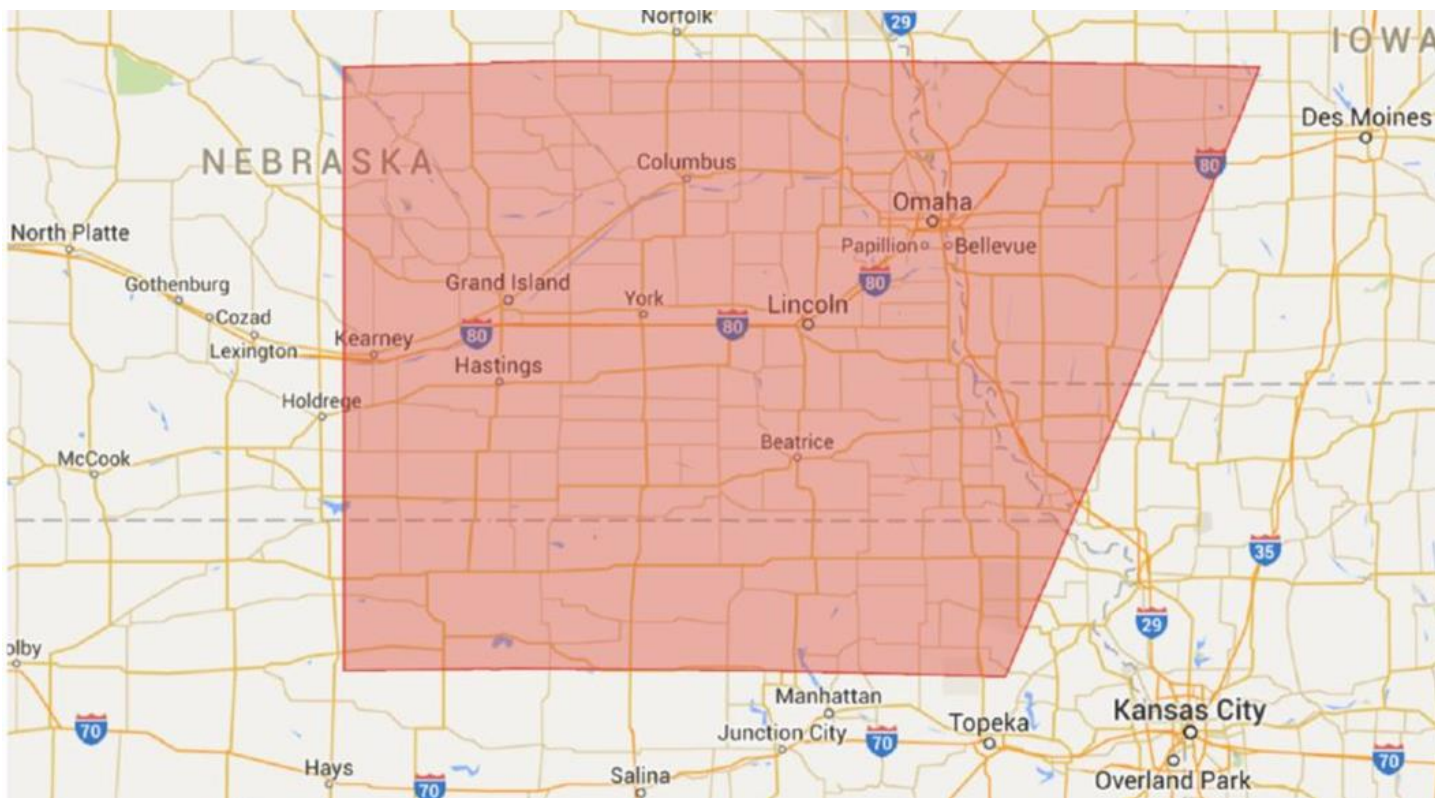 Norfolk
29
IOWA
Des Moines
NEBRASKA
Columbus
80
Omaha
North Platte
Papillion
Bellevue
Gothenburg
Grand Island
80
York
Lincoln
Cozad
Kearney
80
80
Lexington
Hastings
Holdrege
Beatrice
McCook
35
29
olby
Manhattan
Kansas City
70
Junction City
70
Topeka
Hays
70
Salina
Overland Park
70